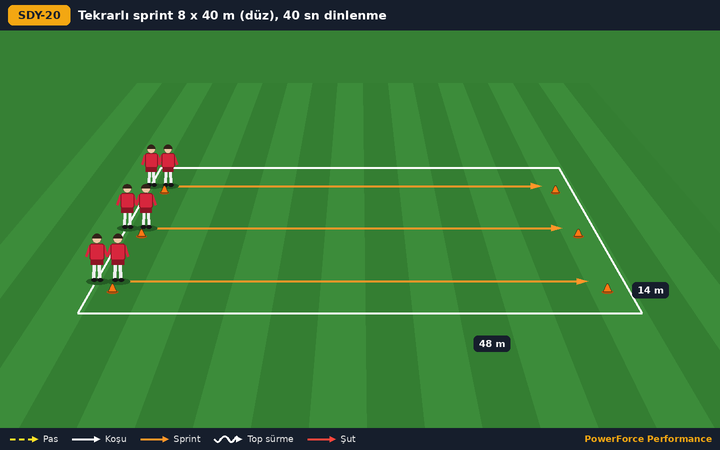 SDY-20 Tekrarlı sprint 8 x 40 m (düz), 40 sn dinlenme
14 m
48 m
Pas Koşu Sprint Top sürme Şut PowerForce Performance